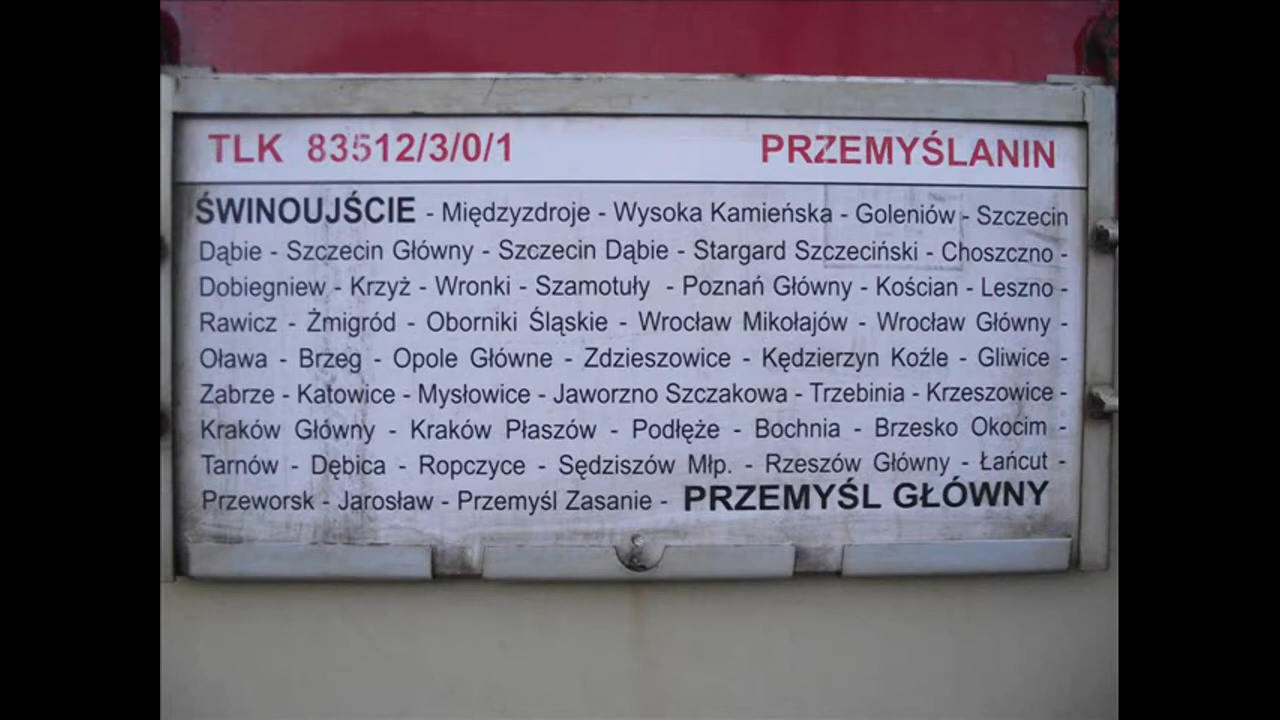 TLK 83512/3/0/1 PRZEMYŚLANIN
ŚWINOUJŚCIE - Międzyzdroje - Wysoka Kamieńska - Goleniów - Szczecin
Dąbie - Szczecin Główny - Szczecin Dąbie - Stargard Szczeciński - Choszczno -
Dobiegniew - Krzyż - Wronki - Szamotuły - Poznań Główny - Kościan - Leszno -
Rawicz - Żmigród - Oborniki Śląskie - Wrocław Mikołajów - Wrocław Główny -
Oława - Brzeg - Opole Główne - Zdzieszowice - Kędzierzyn Koźle - Gliwice -
Zabrze - Katowice - Mysłowice - Jaworzno Szczakowa - Trzebinia - Krzeszowice -
Kraków Główny - Kraków Płaszów - Podłęże - Bochnia - Brzesko Okocim -
Tarnów - Dębica - Ropczyce - Sędziszów Młp. - Rzeszów Główny - Łańcut -
Przeworsk - Jarosław - Przemyśl Zasanie - PRZEMYŚL GŁÓWNY